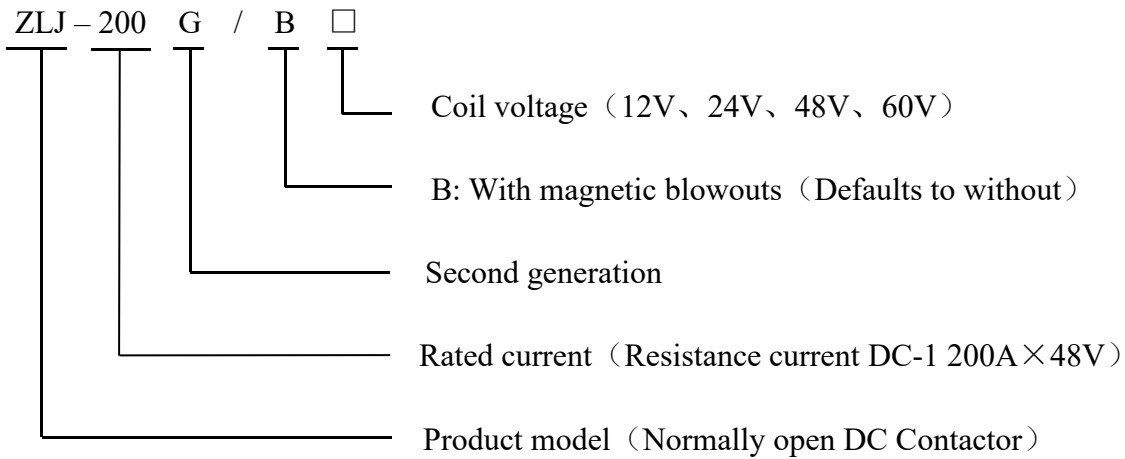 ZLJ – 200 G / B □
Coil voltage（12V、24V、48V、60V）
B: With magnetic blowouts（Defaults to without）
Second generation
Rated current（Resistance current DC-1 200A×48V）
Product model（Normally open DC Contactor）